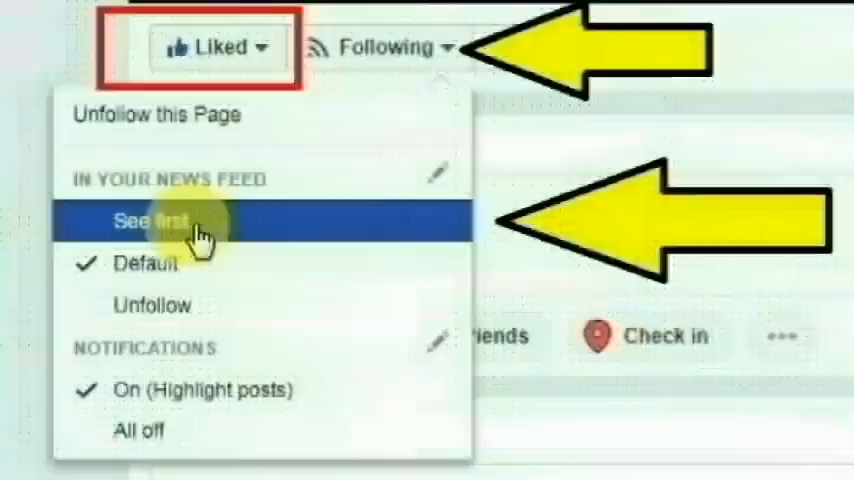 Liked Following
Unfollow this Page
IN YOUR NEWS FEED
See first
Default
Unfollow
NOTIFICATIONS
riends Check in
On (Highlight posts)
All off